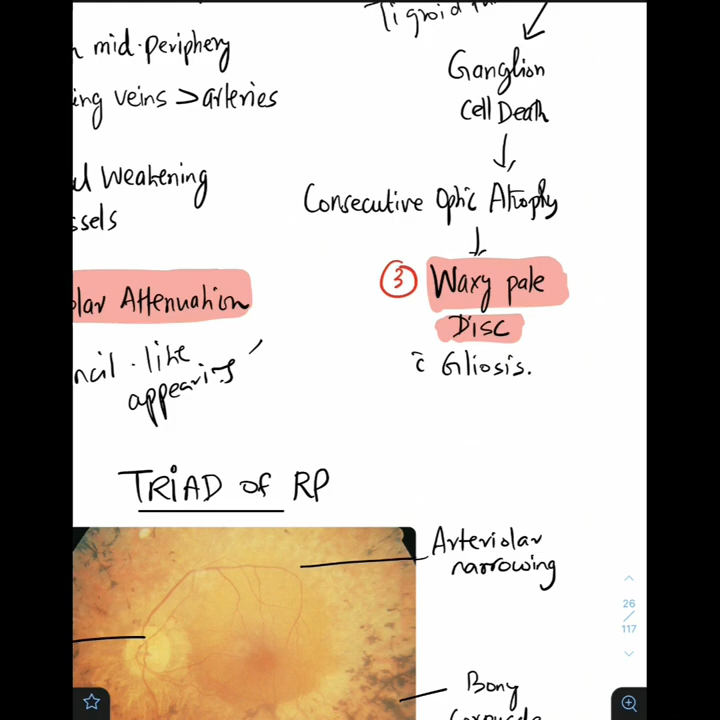 mid-periphery
veins > arteries
Weakening
Attenuation
like
appearing
Tigroid
Ganglion
Cell Death
Consecutive Optic Atrophy
③ Waxy pale
Disc
c̄ Gliosis.
TRIAD of RP
Arteriolar
narrowing
Bony
26
/
117